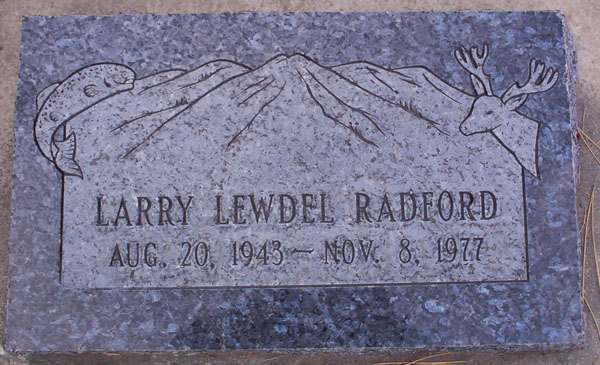 LARRY LEWDEL RADFORD
AUG. 20, 1943 — NOV. 8, 1977